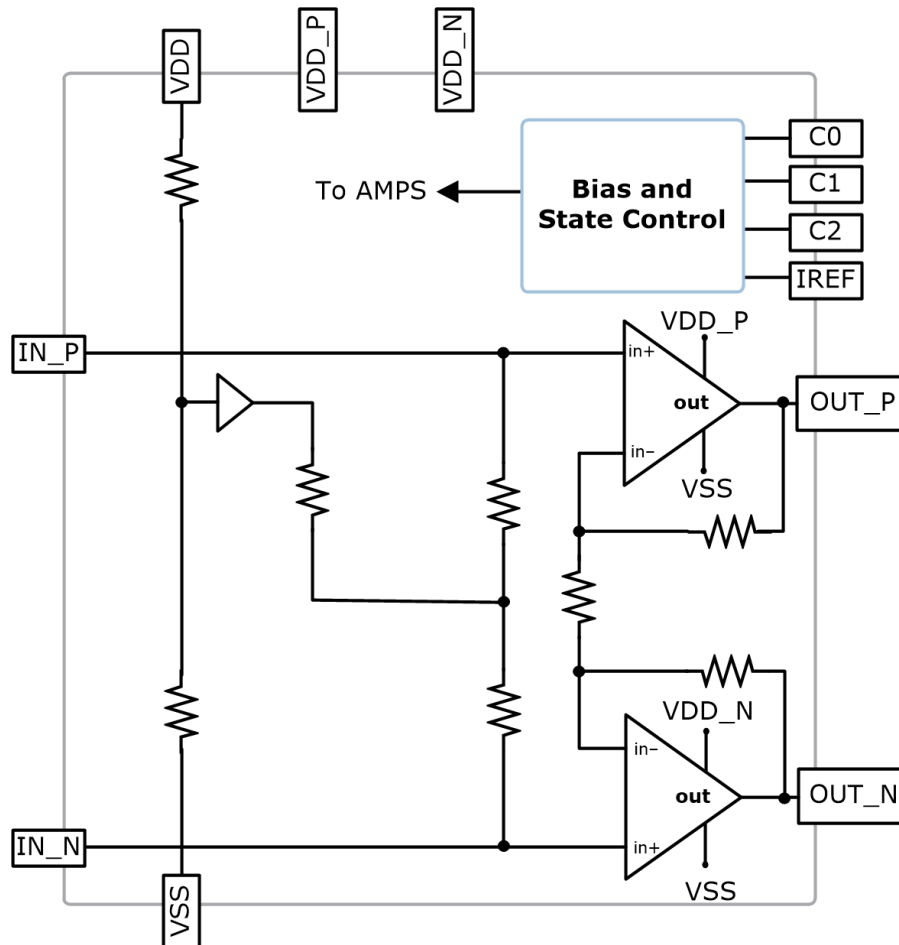 VDD
VDD_P
VDD_N
C0
C1
C2
IREF
To AMPS
Bias and
State Control
IN_P
VDD_P
in+
out
in−
VSS
OUT_P
VDD_N
in−
out
in+
VSS
OUT_N
IN_N
VSS